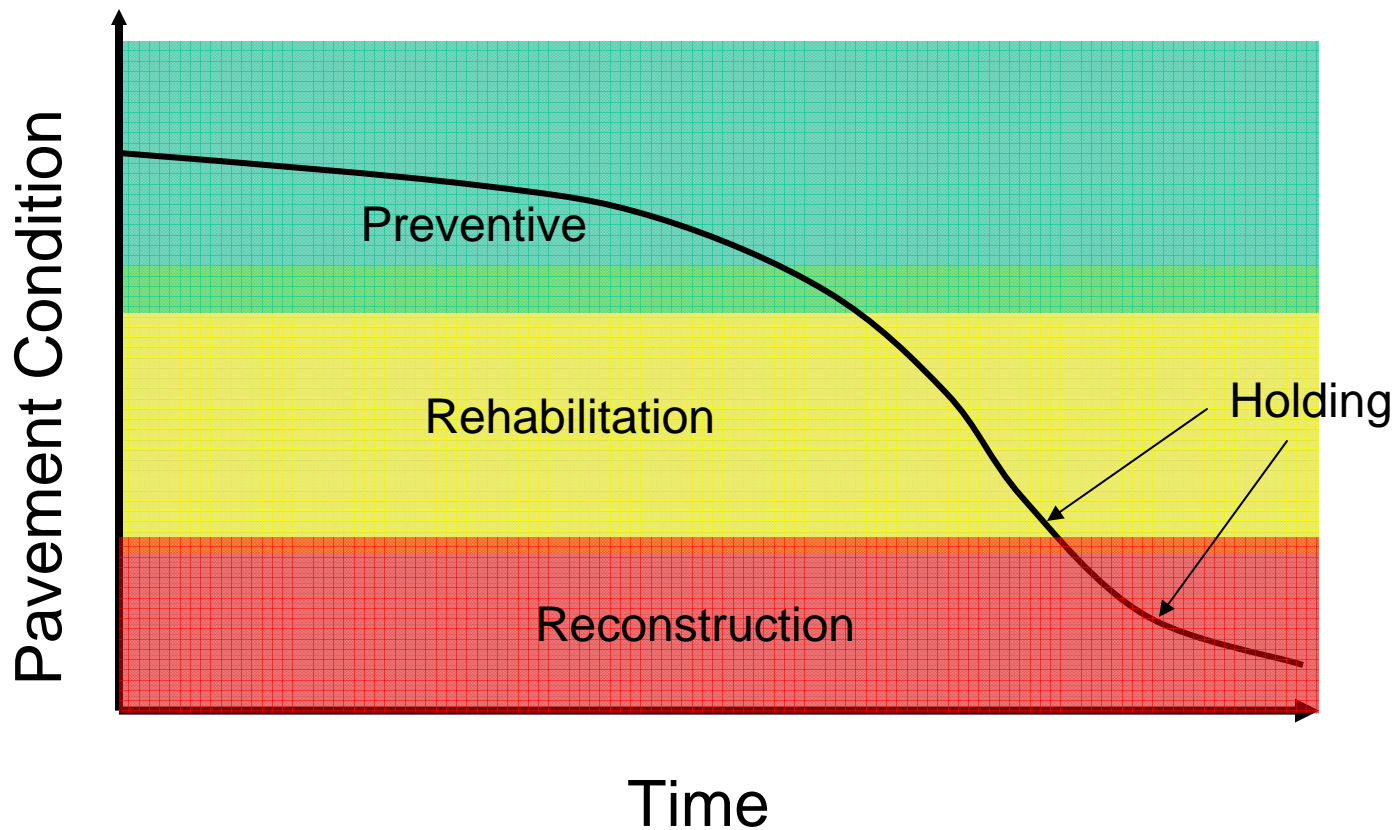 Pavement Condition
Preventive
Rehabilitation
Holding
Reconstruction
Time